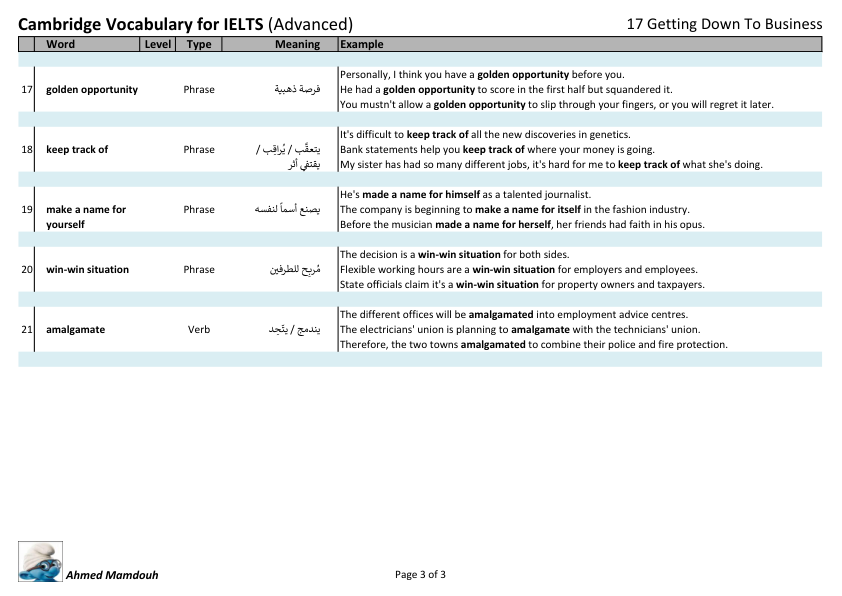 Cambridge Vocabulary for IELTS (Advanced) 17 Getting Down To Business
Word Level Type Meaning Example
Personally, I think you have a golden opportunity before you.
17 golden opportunity Phrase فرصة ذهبية He had a golden opportunity to score in the first half but squandered it.
You mustn't allow a golden opportunity to slip through your fingers, or you will regret it later.
It's difficult to keep track of all the new discoveries in genetics.
18 keep track of Phrase يتعقَّب / يُراقِب / Bank statements help you keep track of where your money is going.
يقتفي أثر My sister has had so many different jobs, it's hard for me to keep track of what she's doing.
He's made a name for himself as a talented journalist.
19 make a name for Phrase يصنع أسماً لنفسه The company is beginning to make a name for itself in the fashion industry.
yourself Before the musician made a name for herself, her friends had faith in his opus.
The decision is a win-win situation for both sides.
20 win-win situation Phrase مُربِح للطرفين Flexible working hours are a win-win situation for employers and employees.
State officials claim it's a win-win situation for property owners and taxpayers.
The different offices will be amalgamated into employment advice centres.
21 amalgamate Verb يندمج / يتّحِد The electricians' union is planning to amalgamate with the technicians' union.
Therefore, the two towns amalgamated to combine their police and fire protection.
Ahmed Mamdouh Page 3 of 3